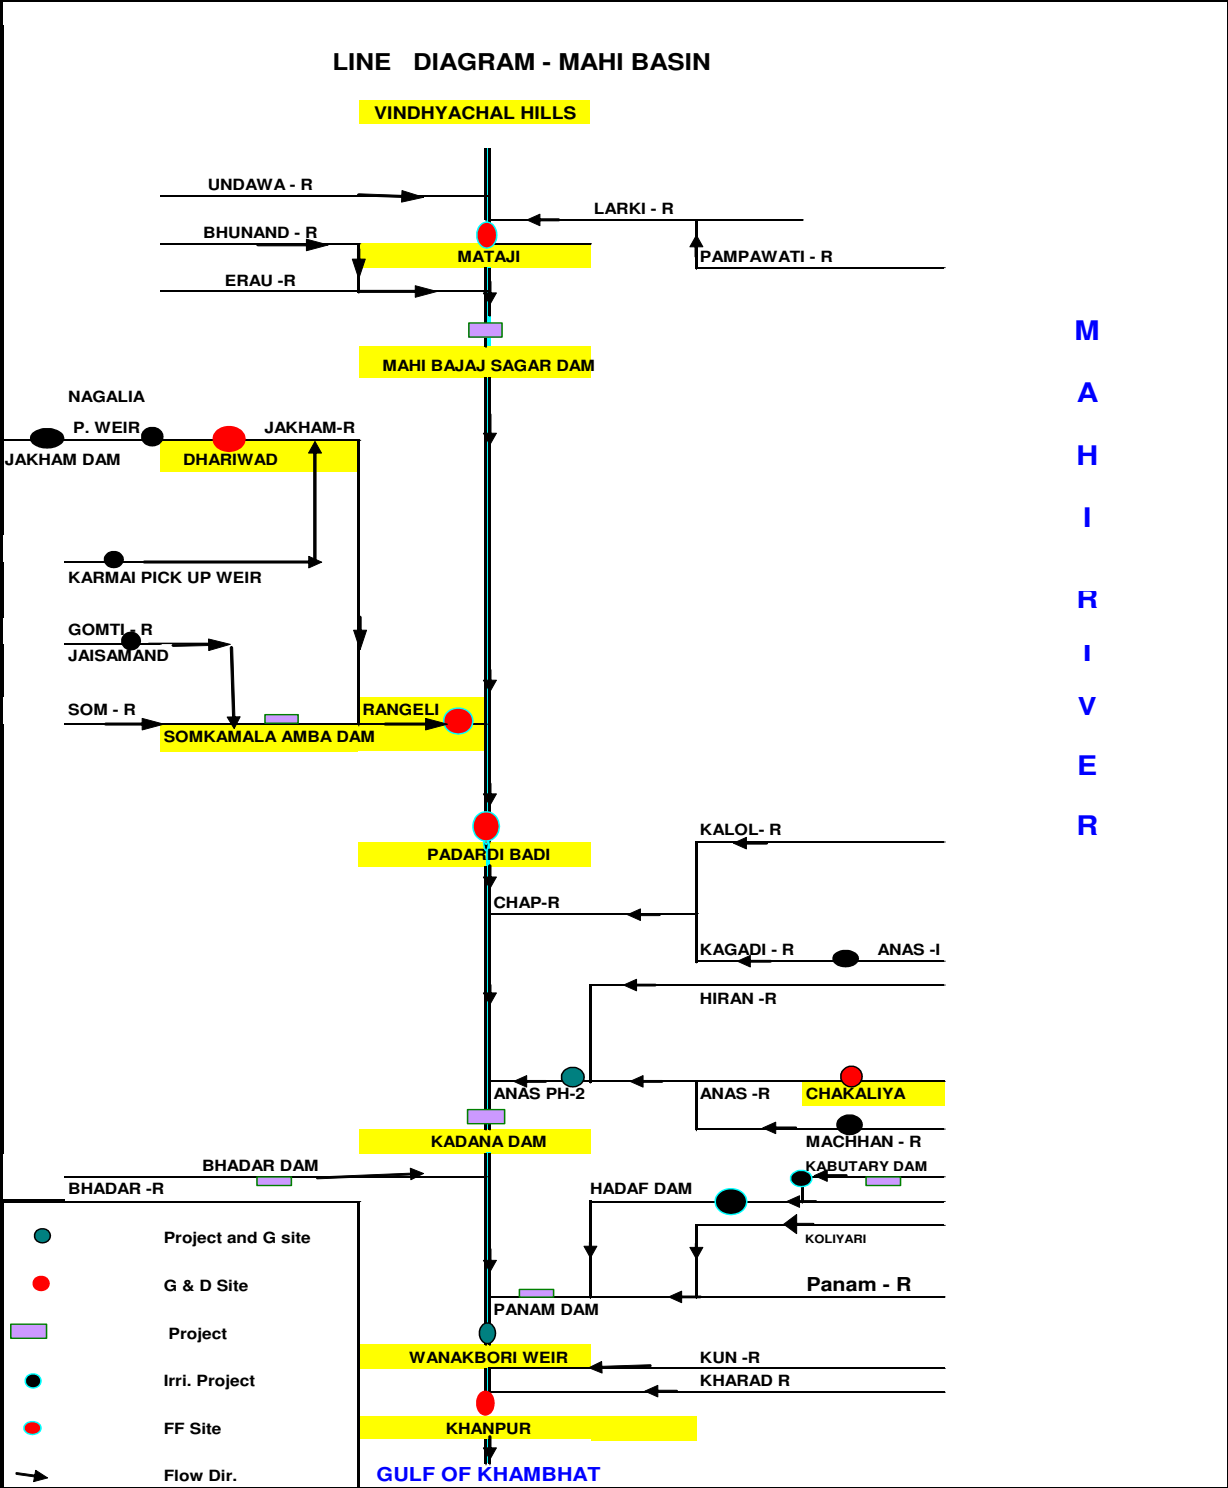 LINE DIAGRAM - MAHI BASIN
VINDHYACHAL HILLS
UNDAWA - R
LARKI - R
BHUNAND - R
MATAJI
PAMPAWATI - R
ERAU -R
M
MAHI BAJAJ SAGAR DAM
A
NAGALIA
P. WEIR
JAKHAM-R
H
JAKHAM DAM
DHARIWAD
I
KARMAI PICK UP WEIR
R
GOMTI - R
JAISAMAND
I
SOM - R
RANGELI
V
SOMKAMALA AMBA DAM
E
R
KALOL- R
PADARDI BADI
CHAP-R
KAGADI - R
ANAS -I
HIRAN -R
ANAS PH-2
ANAS -R
CHAKALIYA
KADANA DAM
MACHHAN - R
BHADAR DAM
KABUTARY DAM
BHADAR -R
HADAF DAM
Project and G site
KOLIYARI
G & D Site
Panam - R
PANAM DAM
Project
WANAKBORI WEIR
KUN -R
Irri. Project
KHARAD R
FF Site
KHANPUR
Flow Dir.
GULF OF KHAMBHAT